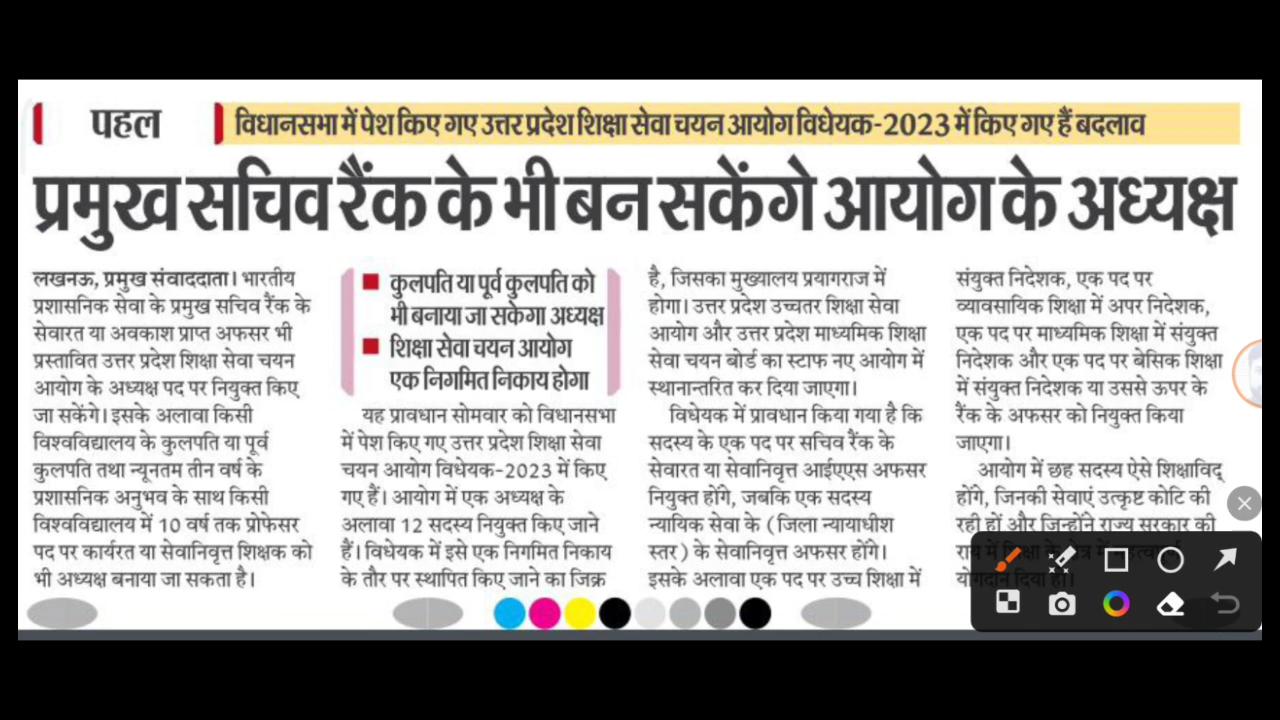 पहल
विधानसभा में पेश किए गए उत्तर प्रदेश शिक्षा सेवा चयन आयोग विधेयक-2023 में किए गए हैं बदलाव
प्रमुख सचिव रैंक के भी बन सकेंगे आयोग के अध्यक्ष
लखनऊ, प्रमुख संवाददाता। भारतीय
प्रशासनिक सेवा के प्रमुख सचिव रैंक के
सेवारत या अवकाश प्राप्त अफसर भी
प्रस्तावित उत्तर प्रदेश शिक्षा सेवा चयन
आयोग के अध्यक्ष पद पर नियुक्त किए
जा सकेंगे। इसके अलावा किसी
विश्वविद्यालय के कुलपति या पूर्व
कुलपति तथा न्यूनतम तीन वर्ष के
प्रशासनिक अनुभव के साथ किसी
विश्वविद्यालय में 10 वर्ष तक प्रोफेसर
पद पर कार्यरत या सेवानिवृत्त शिक्षक को
भी अध्यक्ष बनाया जा सकता है।
कुलपति या पूर्व कुलपति को
भी बनाया जा सकेगा अध्यक्ष
शिक्षा सेवा चयन आयोग
एक निगमित निकाय होगा
यह प्रावधान सोमवार को विधानसभा
में पेश किए गए उत्तर प्रदेश शिक्षा सेवा
चयन आयोग विधेयक-2023 में किए
गए हैं। आयोग में एक अध्यक्ष के
अलावा 12 सदस्य नियुक्त किए जाने
हैं। विधेयक में इसे एक निगमित निकाय
के तौर पर स्थापित किए जाने का जिक्र
है, जिसका मुख्यालय प्रयागराज में
होगा। उत्तर प्रदेश उच्चतर शिक्षा सेवा
आयोग और उत्तर प्रदेश माध्यमिक शिक्षा
सेवा चयन बोर्ड का स्टाफ नए आयोग में
स्थानान्तरित कर दिया जाएगा।
विधेयक में प्रावधान किया गया है कि
सदस्य के एक पद पर सचिव रैंक के
सेवारत या सेवानिवृत्त आईएएस अफसर
नियुक्त होंगे, जबकि एक सदस्य
न्यायिक सेवा के (जिला न्यायाधीश
स्तर) के सेवानिवृत्त अफसर होंगे।
इसके अलावा एक पद पर उच्च शिक्षा में
संयुक्त निदेशक, एक पद पर
व्यावसायिक शिक्षा में अपर निदेशक,
एक पद पर माध्यमिक शिक्षा में संयुक्त
निदेशक और एक पद पर बेसिक शिक्षा
में संयुक्त निदेशक या उससे ऊपर के
रैंक के अफसर को नियुक्त किया
जाएगा।
आयोग में छह सदस्य ऐसे शिक्षाविद्
होंगे, जिनकी सेवाएं उत्कृष्ट कोटि की
रही हों और जिन्होंने राज्य सरकार की
में शिक्षा के में
योगदान दिया हो।